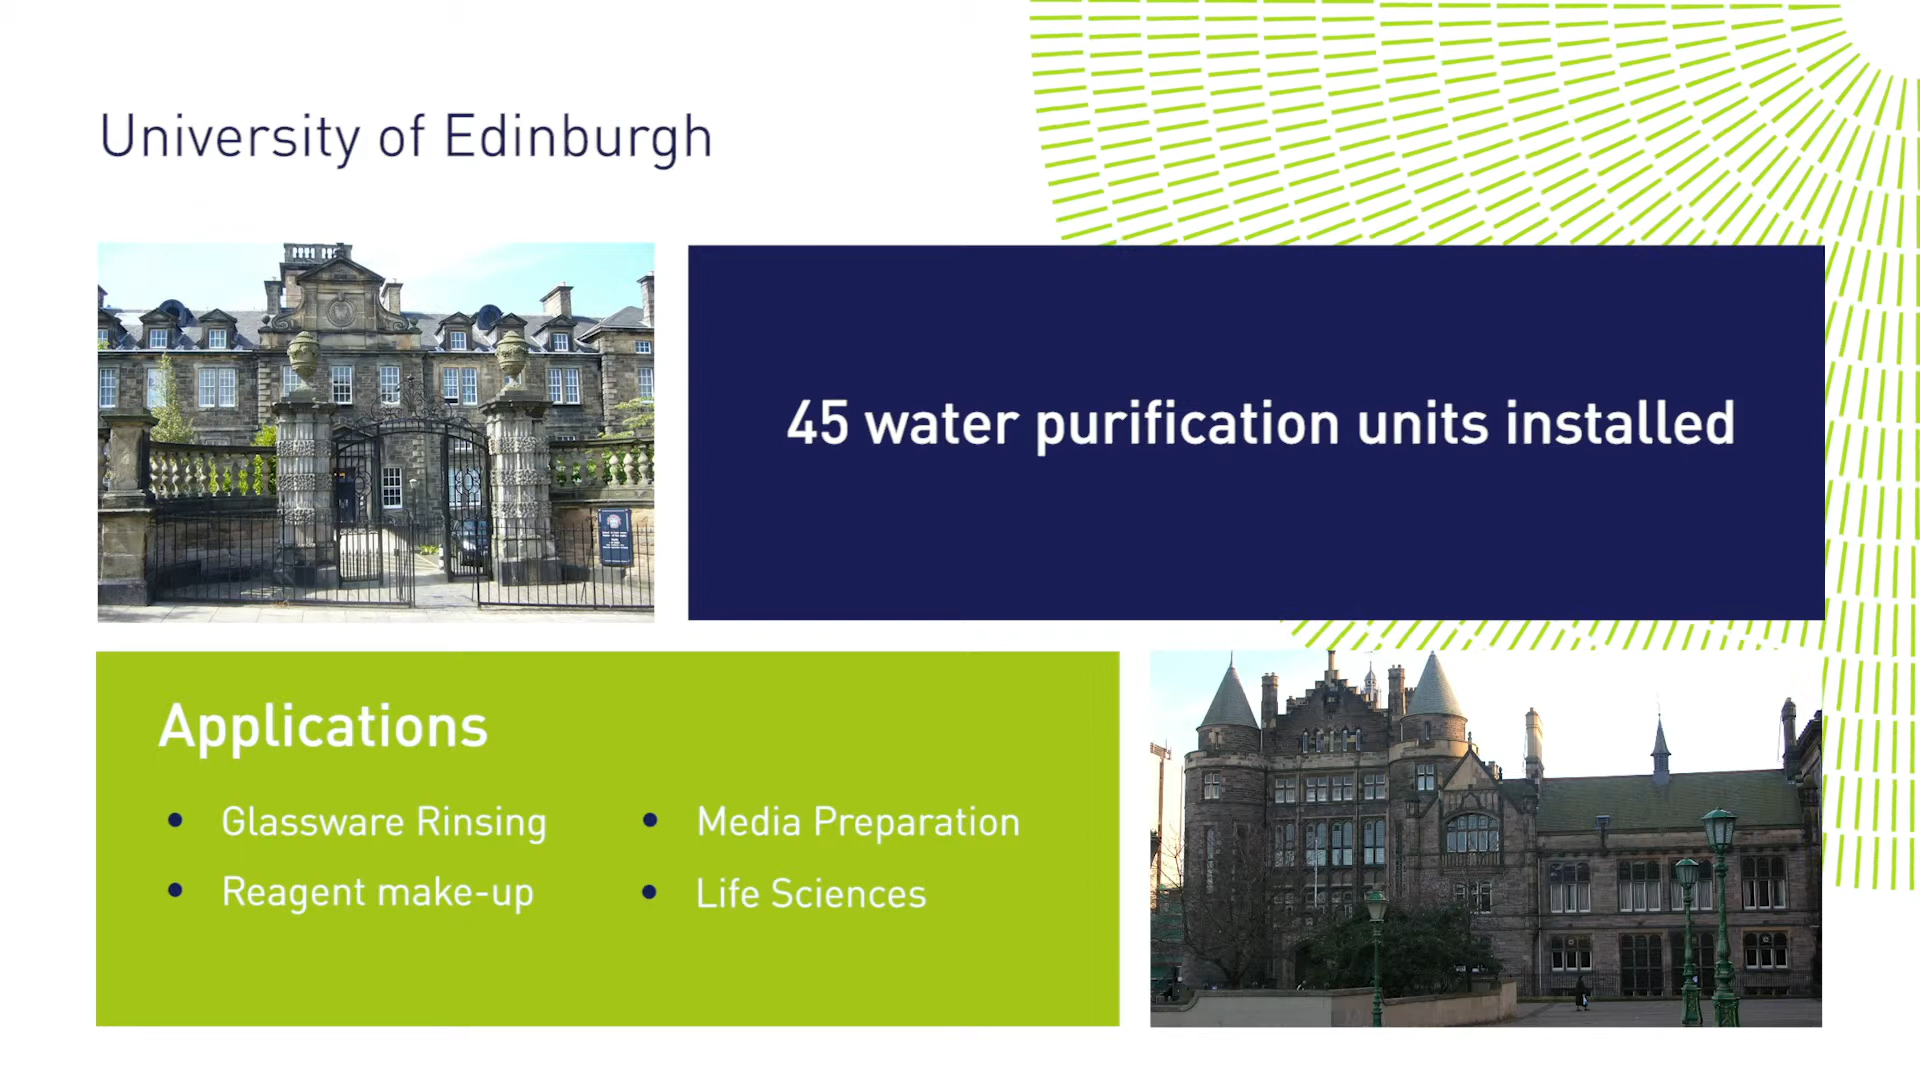 University of Edinburgh
45 water purification units installed
Applications
Glassware Rinsing
Reagent make-up
Media Preparation
Life Sciences